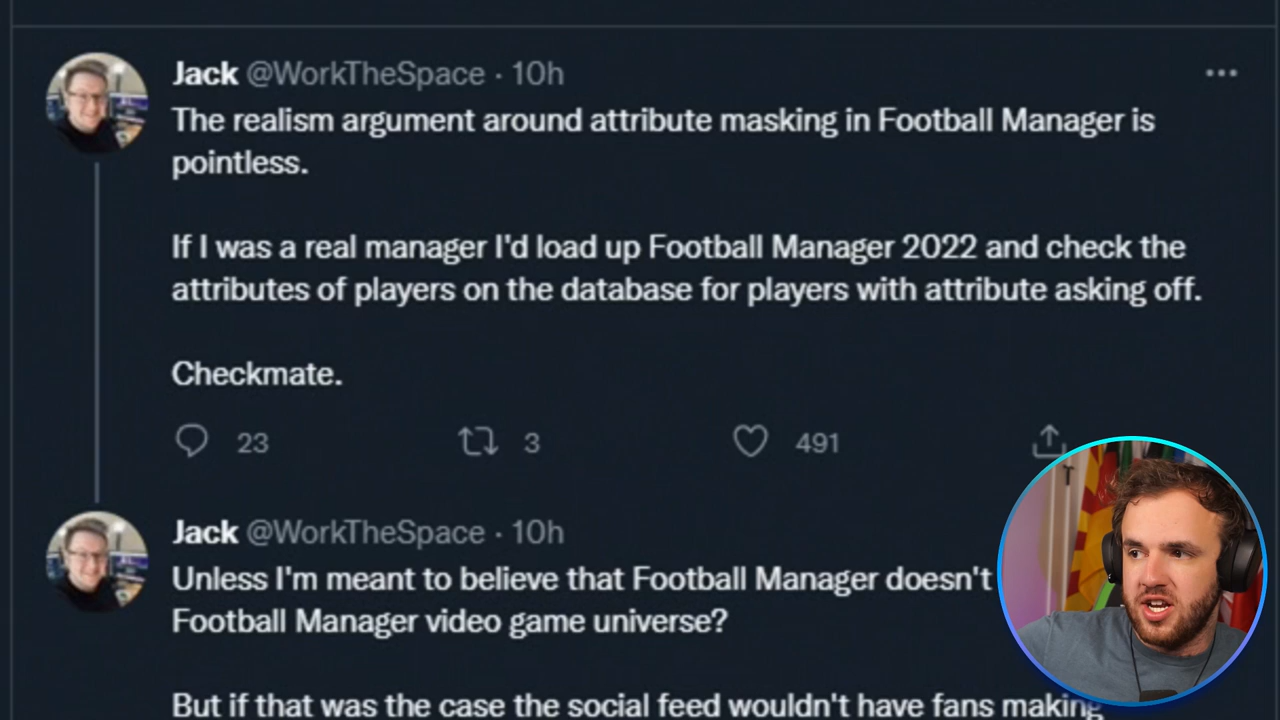 Jack @WorkTheSpace · 10h
The realism argument around attribute masking in Football Manager is
pointless.
If I was a real manager I'd load up Football Manager 2022 and check the
attributes of players on the database for players with attribute asking off.
Checkmate.
23 3 491
Jack @WorkTheSpace · 10h
Unless I'm meant to believe that Football Manager doesn't
Football Manager video game universe?
But if that was the case the social feed wouldn't have fans making